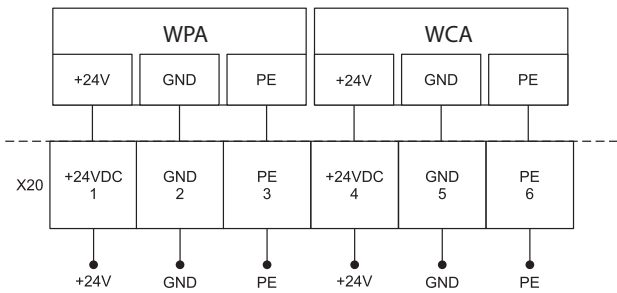 WPA WCA
+24V GND PE +24V GND PE
X20
+24VDC GND PE +24VDC GND PE
1 2 3 4 5 6
+24V GND PE +24V GND PE